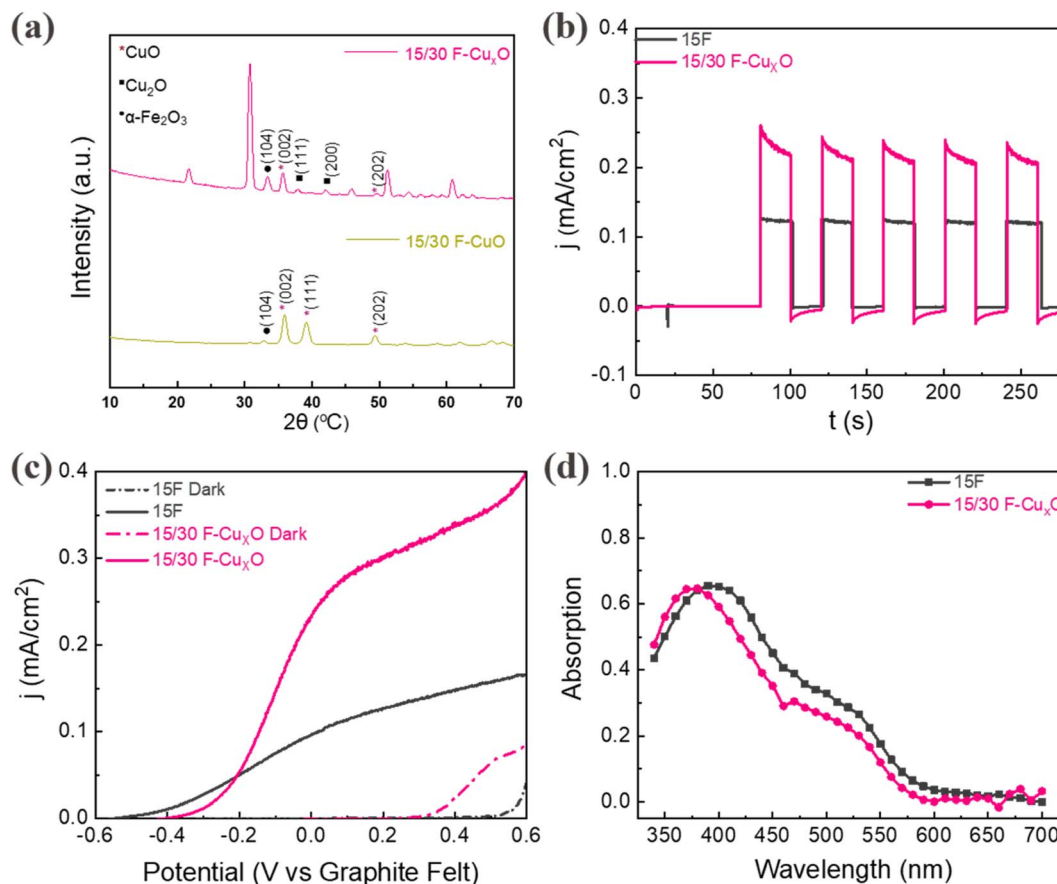 (a)
15/30 F-CuₓO
*CuO
■Cu₂O
▪α-Fe₂O₃
●(104)
*(002)
■(111)
■(200)
*(202)
15/30 F-CuO
●(104)
*(002)
*(111)
*(202)
Intensity (a.u.)
10 20 30 40 50 60 70
2θ (ºC)
(b)
15F
15/30 F-CuₓO
0.4
0.3
0.2
0.1
0.0
-0.1
j (mA/cm²)
0 50 100 150 200 250
t (s)
(c)
15F Dark
15F
15/30 F-CuₓO Dark
15/30 F-CuₓO
0.4
0.3
0.2
0.1
0.0
j (mA/cm²)
-0.6 -0.4 -0.2 0.0 0.2 0.4 0.6
Potential (V vs Graphite Felt)
(d)
15F
15/30 F-CuₓO
1.0
0.8
0.6
0.4
0.2
0.0
Absorption
350 400 450 500 550 600 650 700
Wavelength (nm)